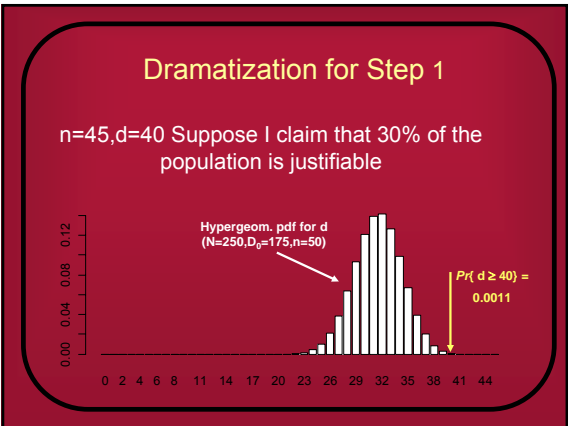 Dramatization for Step 1
n=45,d=40 Suppose I claim that 30% of the
population is justifiable
Hypergeom. pdf for d
(N=250,D₀=175,n=50)
Pr{ d ≥ 40} =
0.0011
0.12
0.08
0.04
0.00
0 2 4 6 8 11 14 17 20 23 26 29 32 35 38 41 44